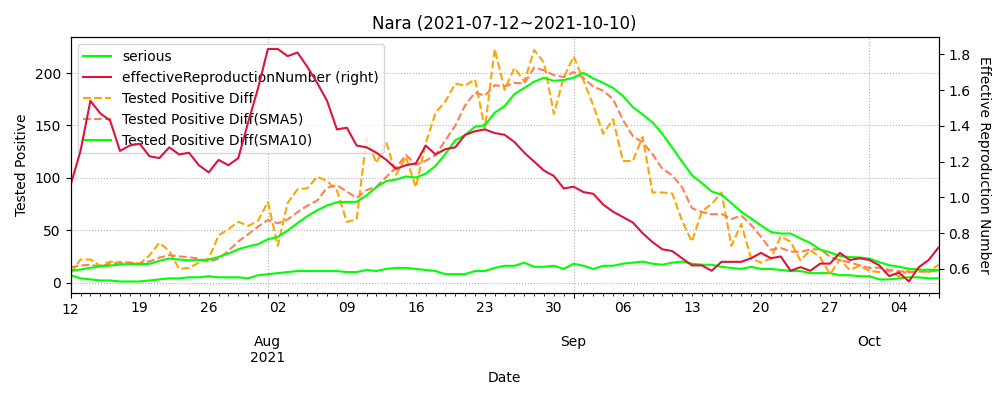 Nara (2021-07-12~2021-10-10)
serious
effectiveReproductionNumber (right)
Tested Positive Diff
Tested Positive Diff(SMA5)
Tested Positive Diff(SMA10)
Tested Positive
200
150
100
50
0
1.8
1.6
1.4
1.2
1.0
0.8
0.6
Effective Reproduction Number
12 19 26 02 09 16 23 30 06 13 20 27 04
Aug Sep Oct
2021
Date